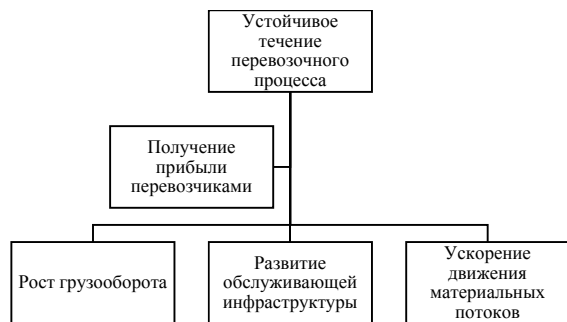 Устойчивое
течение
перевозочного
процесса
Получение
прибыли
перевозчиками
Рост грузооборота
Развитие
обслуживающей
инфраструктуры
Ускорение
движения
материальных
потоков